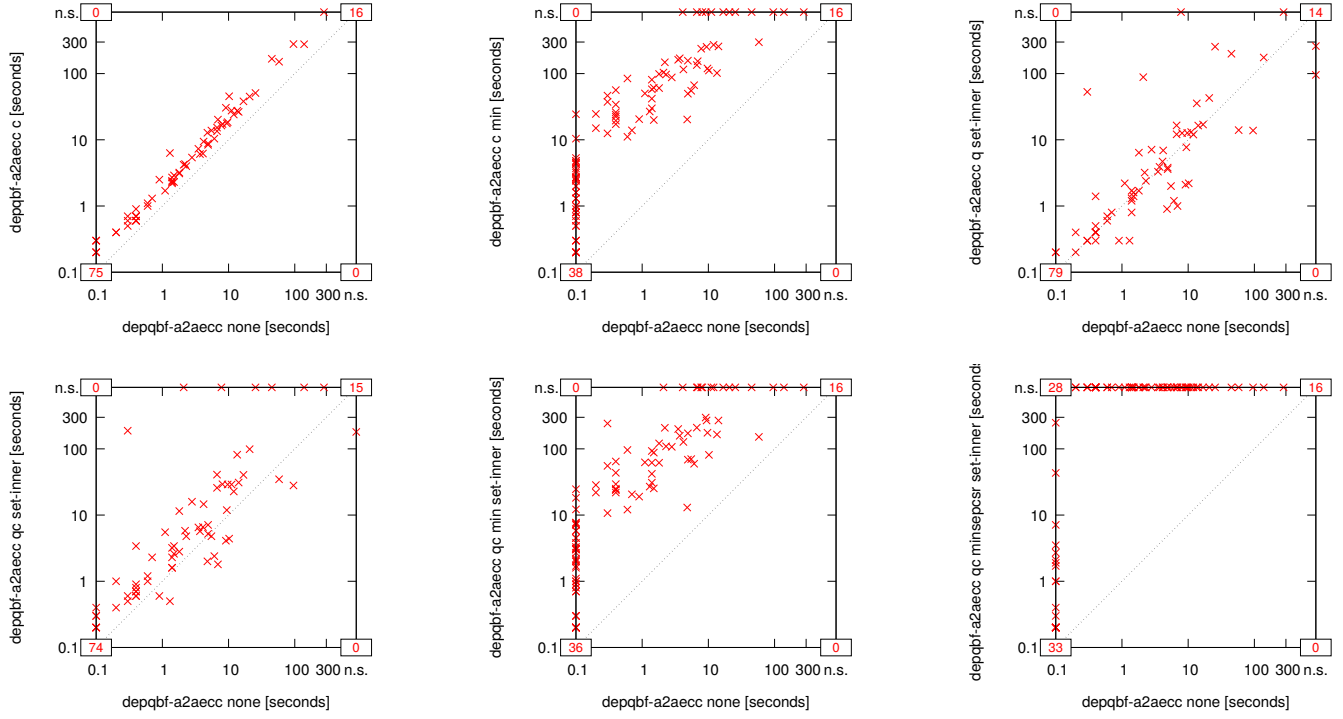 n.s. 0 16
300
100
10
1
0.1 75 0
0.1 1 10 100 300 n.s.
depqbf-a2aecc none [seconds]
depqbf-a2aecc c [seconds]
n.s. 0 16
300
100
10
1
0.1 38 0
0.1 1 10 100 300 n.s.
depqbf-a2aecc none [seconds]
depqbf-a2aecc c min [seconds]
n.s. 0 14
300
100
10
1
0.1 79 0
0.1 1 10 100 300 n.s.
depqbf-a2aecc none [seconds]
depqbf-a2aecc q set-inner [seconds]
n.s. 0 15
300
100
10
1
0.1 74 0
0.1 1 10 100 300 n.s.
depqbf-a2aecc none [seconds]
depqbf-a2aecc qc set-inner [seconds]
n.s. 0 16
300
100
10
1
0.1 36 0
0.1 1 10 100 300 n.s.
depqbf-a2aecc none [seconds]
depqbf-a2aecc qc min set-inner [seconds]
n.s. 28 16
300
100
10
1
0.1 33 0
0.1 1 10 100 300 n.s.
depqbf-a2aecc none [seconds]
depqbf-a2aecc qc minsepcsr set-inner [second